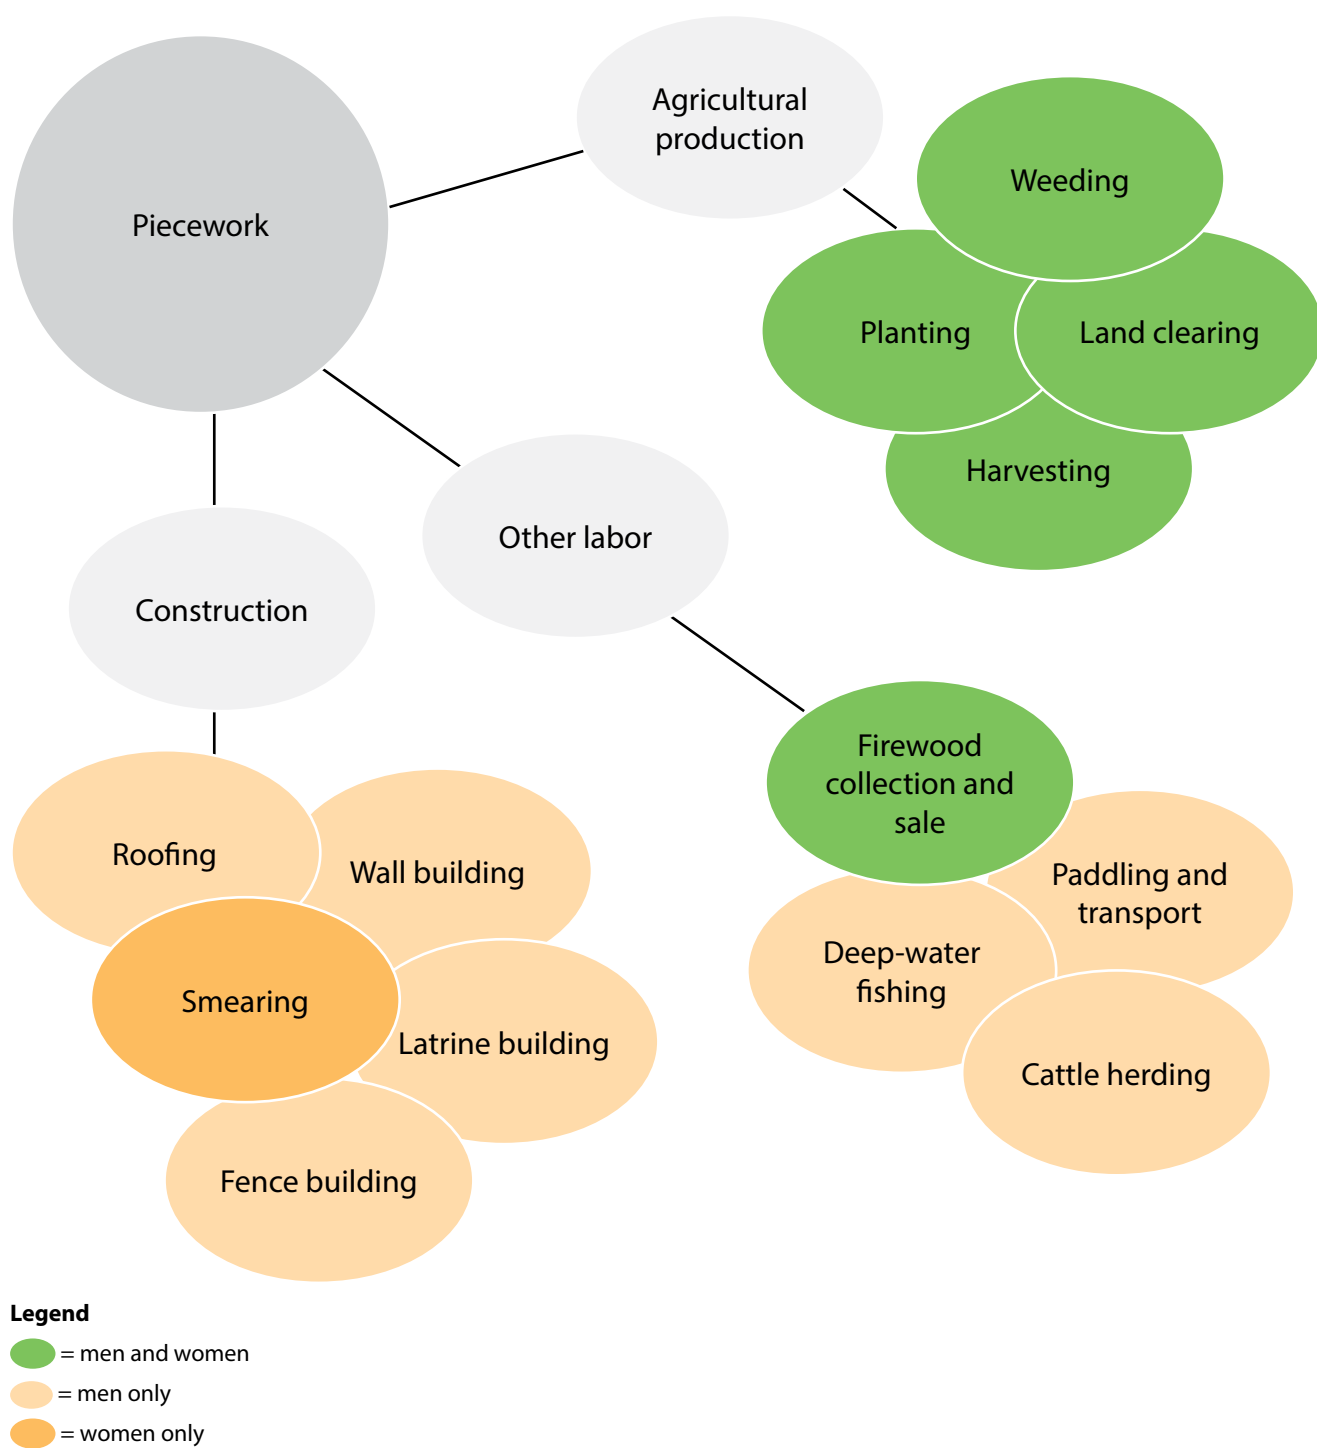 Piecework
Agricultural
production
Weeding
Planting
Land clearing
Harvesting
Other labor
Construction
Firewood
collection and
sale
Paddling and
transport
Deep-water
fishing
Cattle herding
Roofing
Wall building
Smearing
Latrine building
Fence building
Legend
= men and women
= men only
= women only